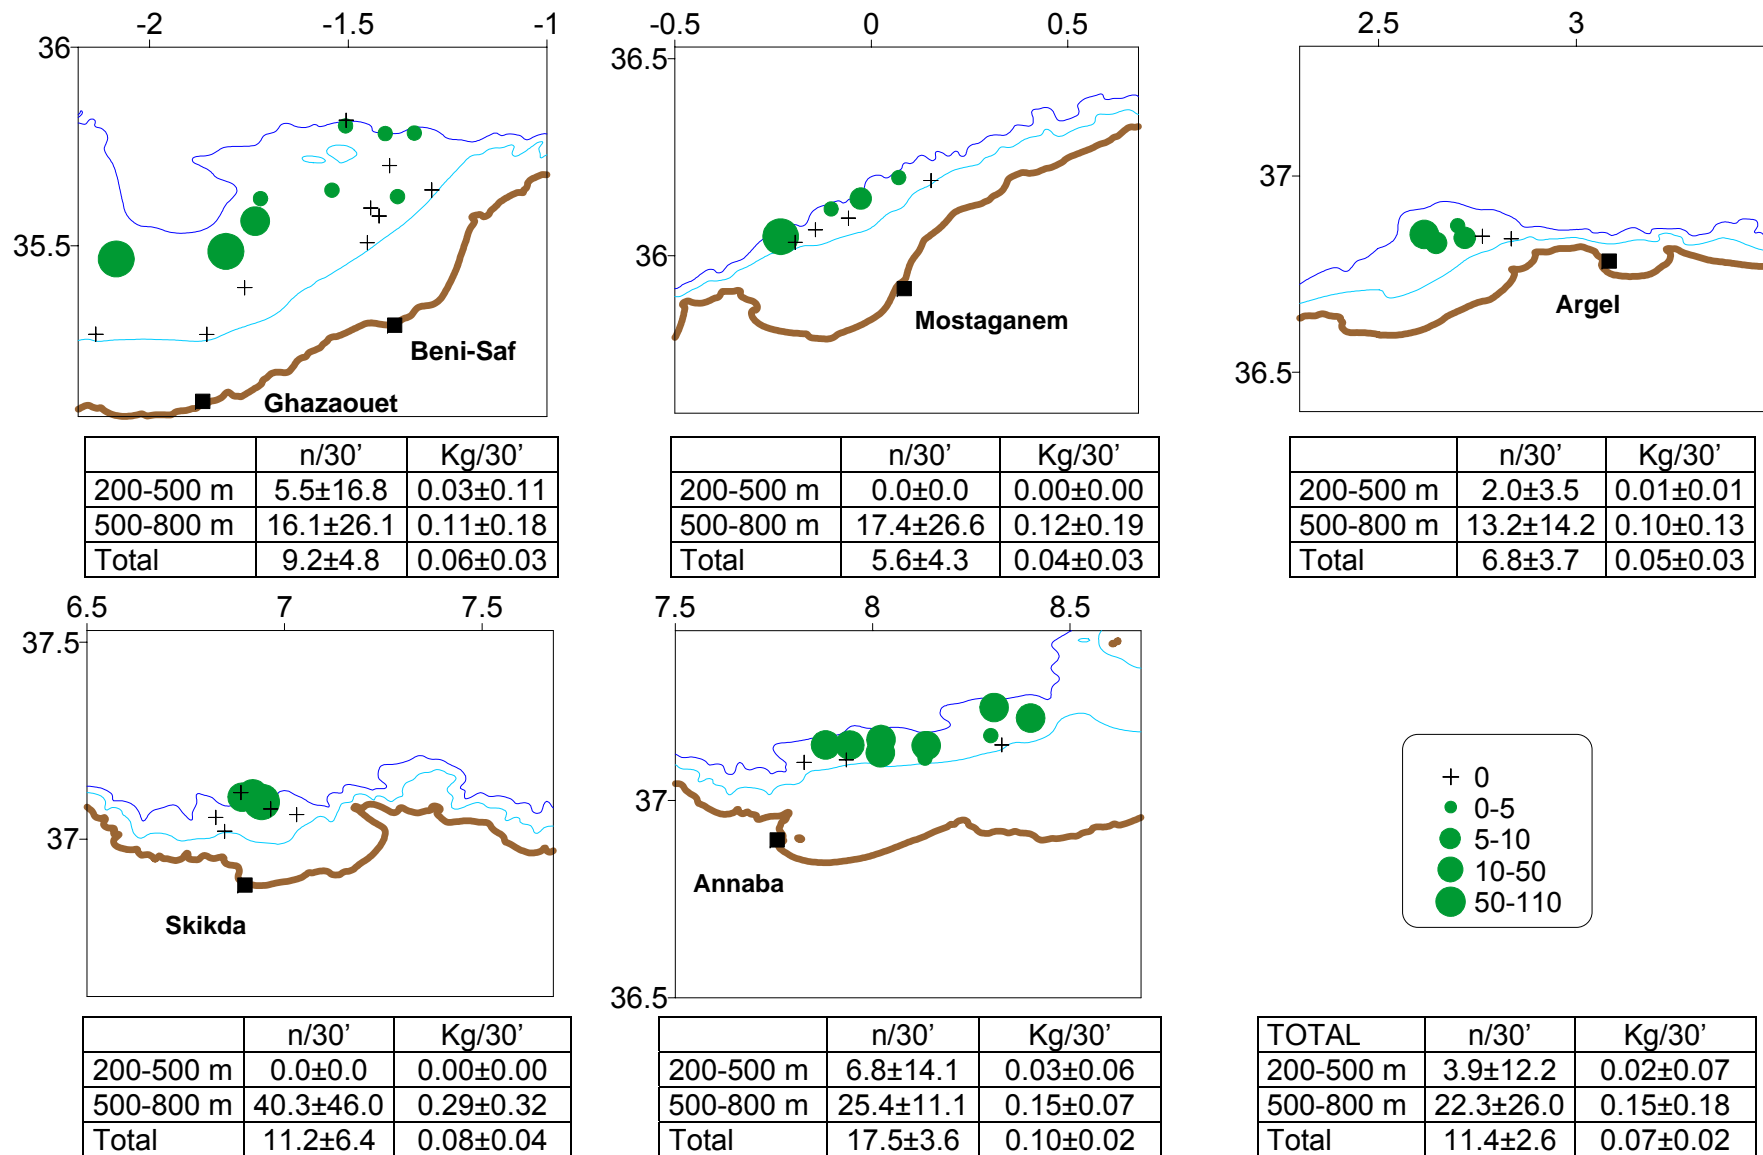 -2 -1.5 -1
36
35.5
Beni-Saf
Ghazaouet
n/30’ Kg/30’
200-500 m 5.5±16.8 0.03±0.11
500-800 m 16.1±26.1 0.11±0.18
Total 9.2±4.8 0.06±0.03
-0.5 0 0.5
36.5
36
Mostaganem
n/30’ Kg/30’
200-500 m 0.0±0.0 0.00±0.00
500-800 m 17.4±26.6 0.12±0.19
Total 5.6±4.3 0.04±0.03
2.5 3
37
36.5
Argel
n/30’ Kg/30’
200-500 m 2.0±3.5 0.01±0.01
500-800 m 13.2±14.2 0.10±0.13
Total 6.8±3.7 0.05±0.03
6.5 7 7.5
37.5
37
Skikda
n/30’ Kg/30’
200-500 m 0.0±0.0 0.00±0.00
500-800 m 40.3±46.0 0.29±0.32
Total 11.2±6.4 0.08±0.04
7.5 8 8.5
37
36.5
Annaba
n/30’ Kg/30’
200-500 m 6.8±14.1 0.03±0.06
500-800 m 25.4±11.1 0.15±0.07
Total 17.5±3.6 0.10±0.02
0
0-5
5-10
10-50
50-110
TOTAL n/30’ Kg/30’
200-500 m 3.9±12.2 0.02±0.07
500-800 m 22.3±26.0 0.15±0.18
Total 11.4±2.6 0.07±0.02